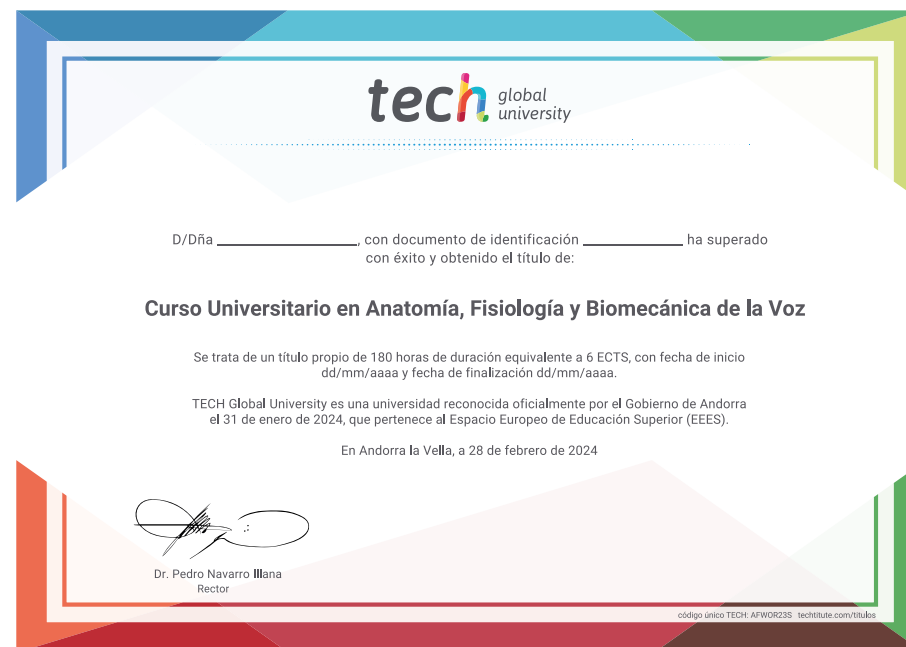 tech global university
D/Dña ____________, con documento de identificación ____________ ha superado
con éxito y obtenido el título de:
Curso Universitario en Anatomía, Fisiología y Biomecánica de la Voz
Se trata de un título propio de 180 horas de duración equivalente a 6 ECTS, con fecha de inicio
dd/mm/aaaa y fecha de finalización dd/mm/aaaa.
TECH Global University es una universidad reconocida oficialmente por el Gobierno de Andorra
el 31 de enero de 2024, que pertenece al Espacio Europeo de Educación Superior (EEES).
En Andorra la Vella, a 28 de febrero de 2024
Dr. Pedro Navarro Illana
Rector
código único TECH: AFWOR23S techtitute.com/titulos